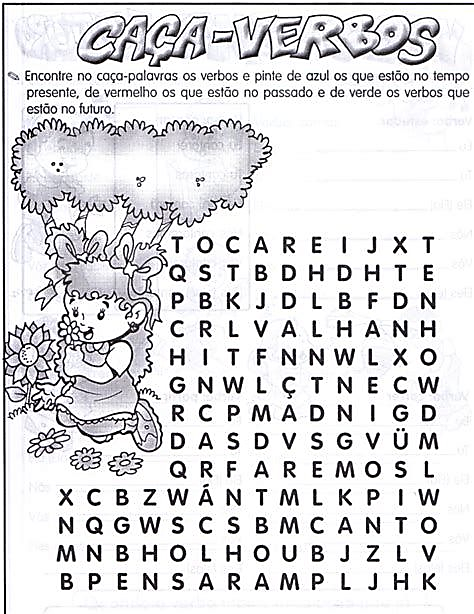 CAÇA-VERBOS
Encontre no caça-palavras os verbos e pinte de azul os que estão no tempo
presente, de vermelho os que estão no passado e de verde os verbos que
estão no futuro.
T O C A R E I J X T
Q S T B D H D H T E
P B K J D L B F D N
C R L V A L H A N H
H I T F N N W L X O
G N W L Ç T N E C W
R C P M A D N I G D
D A S D V S G V Ü M
Q R F A R E M O S L
X C B Z W Á N T M L K P I W
N Q G W S C S B M C A N T O
M N B H O L H O U B J Z L V
B P E N S A R A M P L J H K